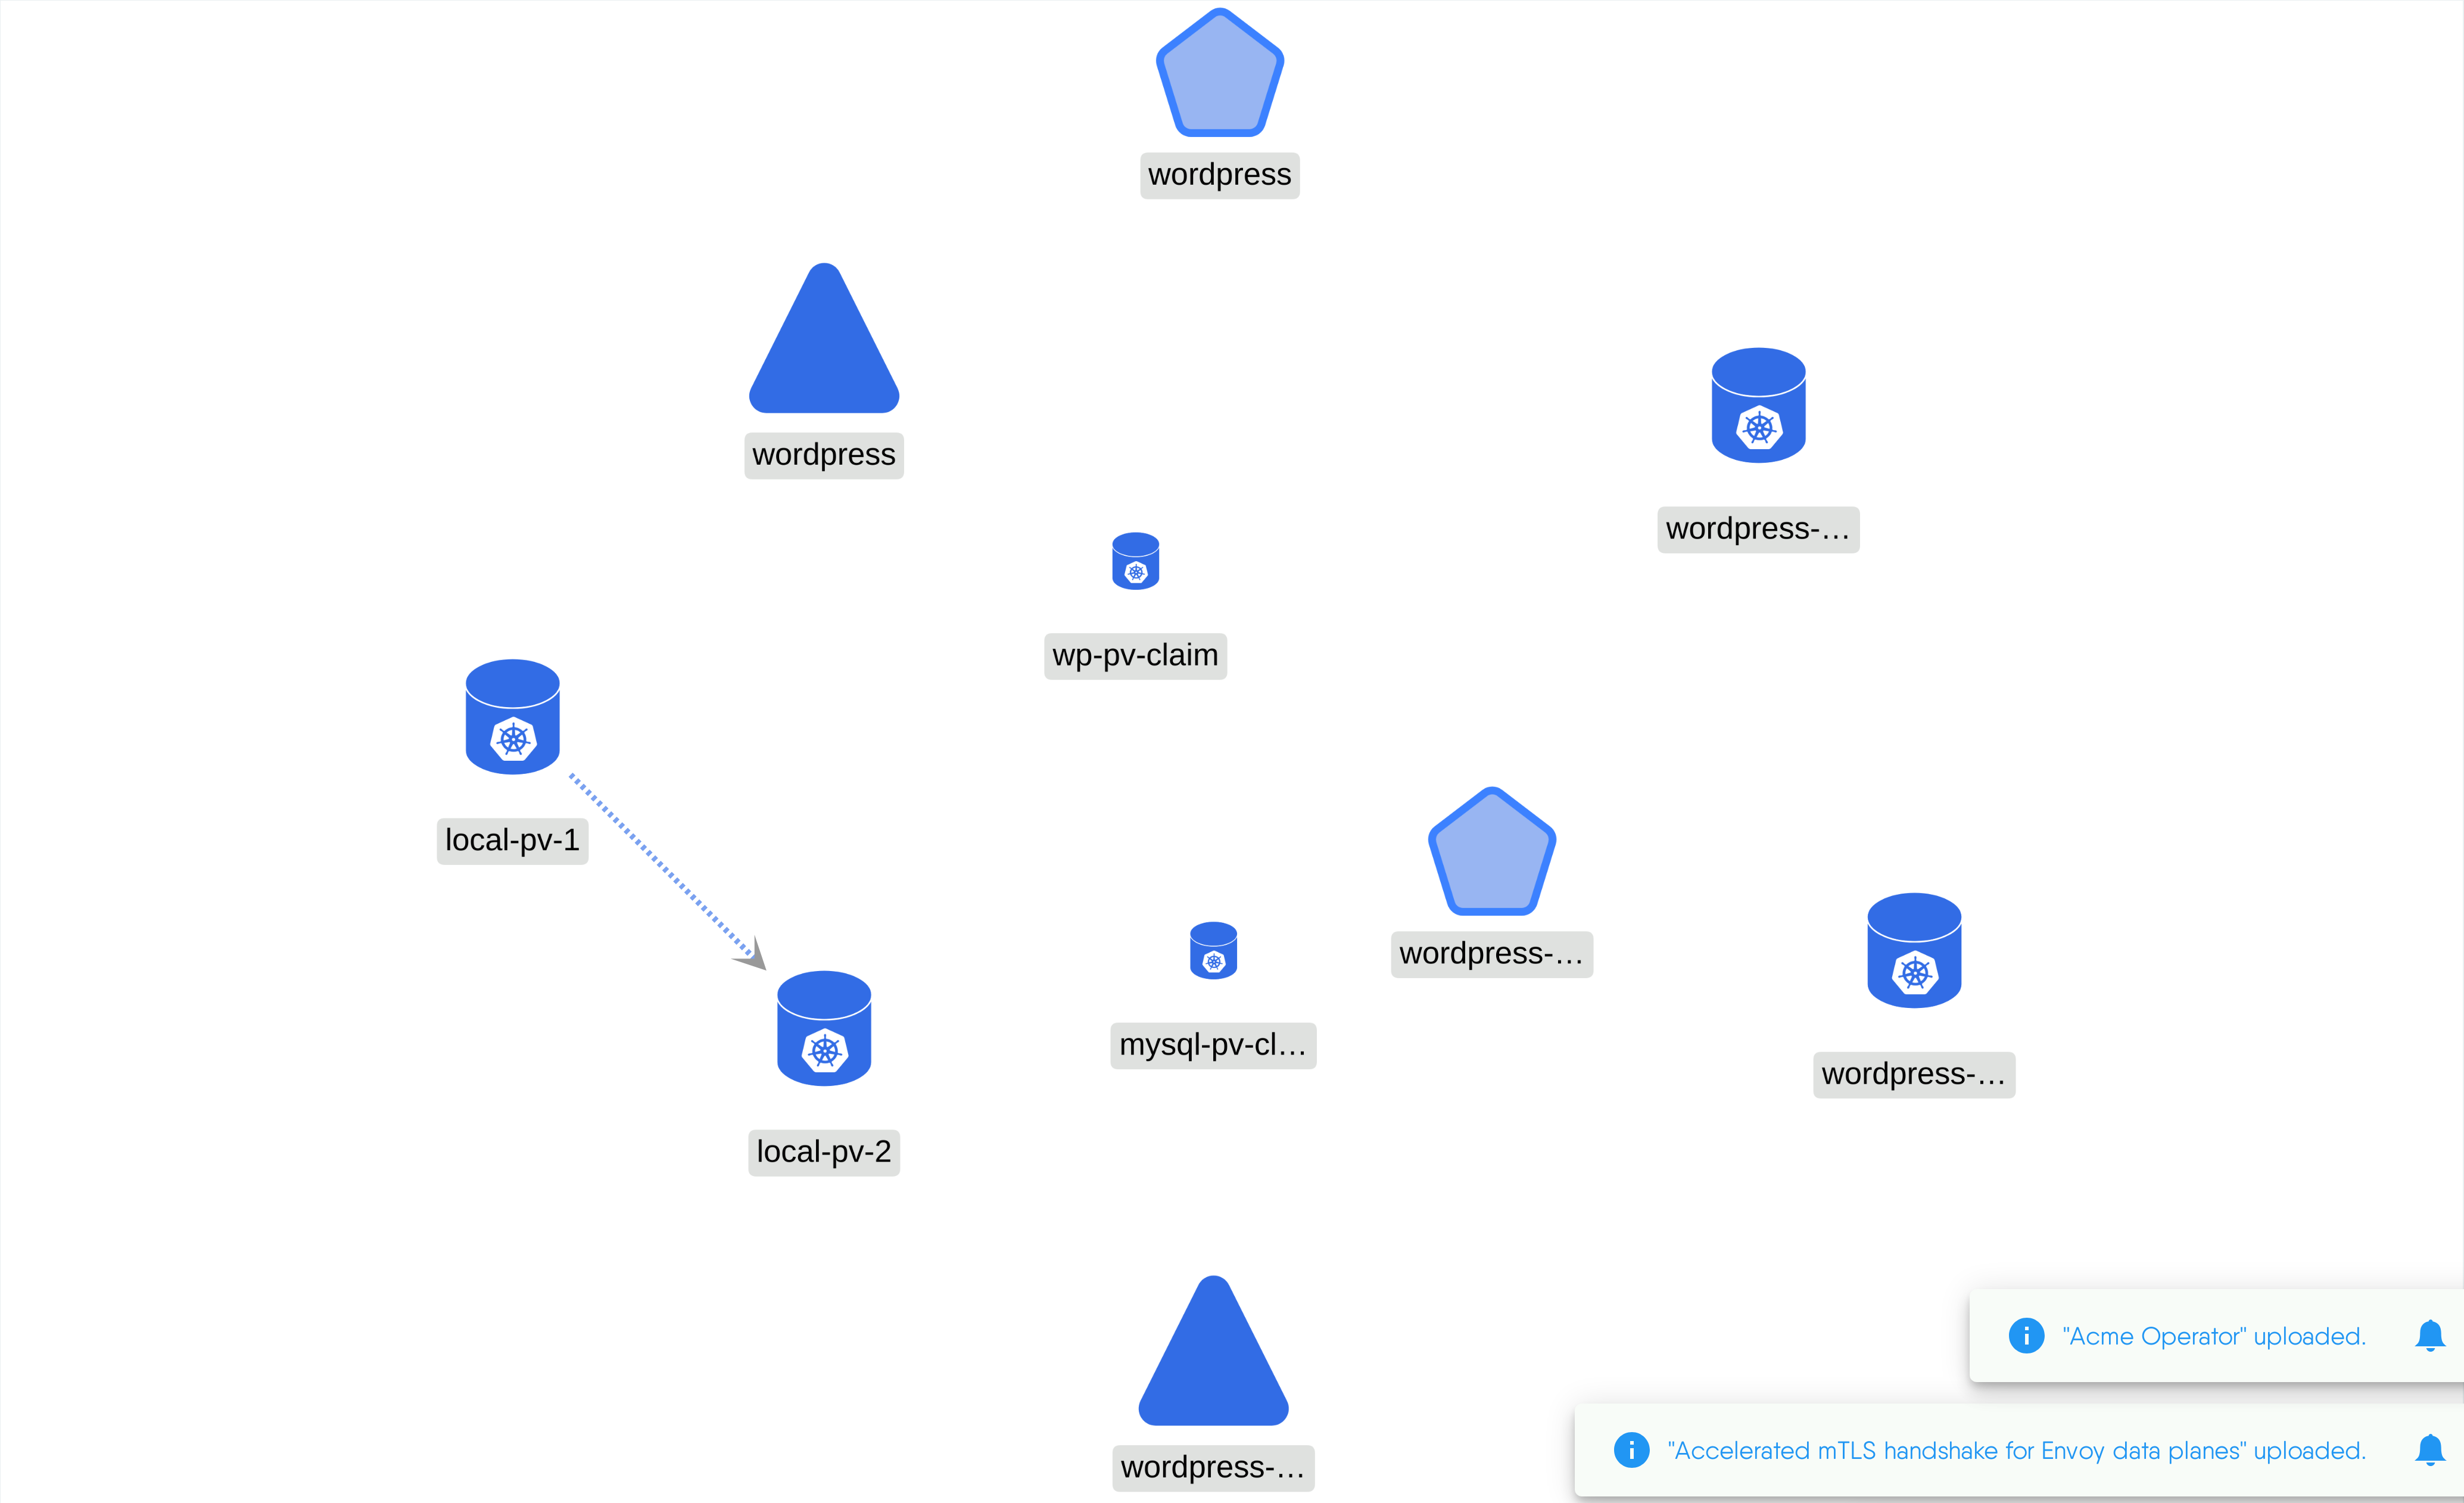 wordpress
wordpress
wordpress-…
wp-pv-claim
local-pv-1
wordpress-…
mysql-pv-cl…
wordpress-…
local-pv-2
"Acme Operator" uploaded.
"Accelerated mTLS handshake for Envoy data planes" uploaded.
wordpress-…